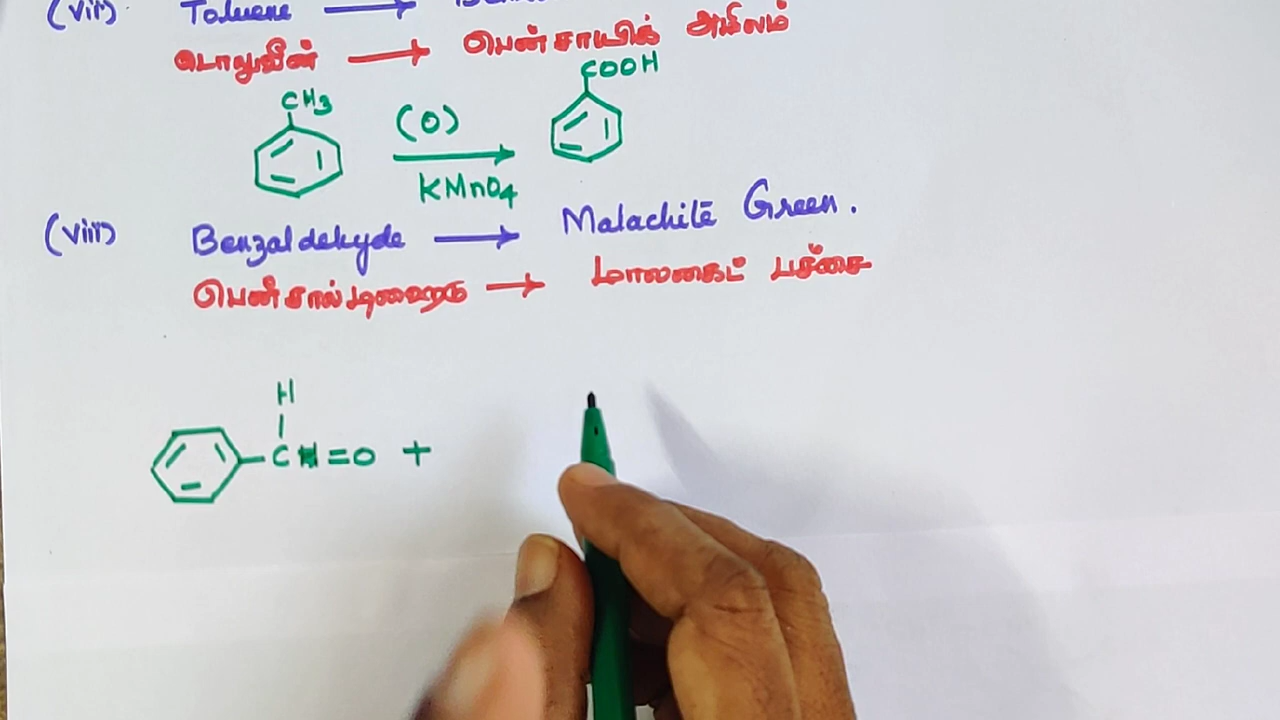 (vii) Toluene →
டொலுவீன் → பென்சாயிக் அமிலம்
CH3 (O) KMnO4 → COOH
(viii) Benzaldehyde → Malachite Green.
பென்சால்டிஹைடு → மாலகைட் பச்சை
H
C =O +